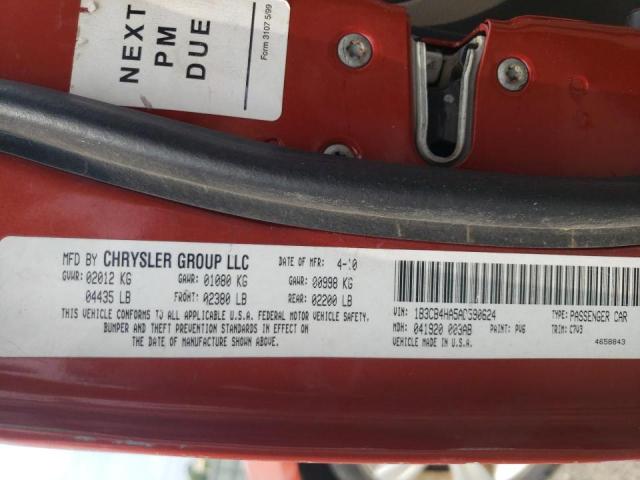 NEXT
PM
DUE
Form 3107 5/99
MFD BY CHRYSLER GROUP LLC
DATE OF MFR: 4-10
GVWR: 02012 KG
GAWR: 01080 KG
GAWR: 00998 KG
04435 LB
FRONT: 02380 LB
REAR: 02200 LB
THIS VEHICLE CONFORMS TO ALL APPLICABLE U.S.A. FEDERAL MOTOR VEHICLE SAFETY,
BUMPER AND THEFT PREVENTION STANDARDS IN EFFECT ON
THE DATE OF MANUFACTURE SHOWN ABOVE.
VIN: 1B3CB4HA5AD590624
TYPE: PASSENGER CAR
MDH: 041920 003AB
PAINT: PV6
TRIM: C7V3
VEHICLE MADE IN U.S.A.
4658843